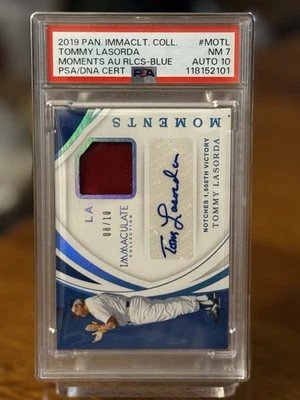 2019 PAN. IMMACLT. COLL. #MOTL
TOMMY LASORDA NM 7
MOMENTS AU RLCS-BLUE AUTO 10
PSA/DNA CERT PSA 118152101
MOMENTS
LA
08/10
IMMACULATE
COLLECTION
Tom Lasorda
NOTCHES 1,500TH VICTORY
TOMMY LASORDA